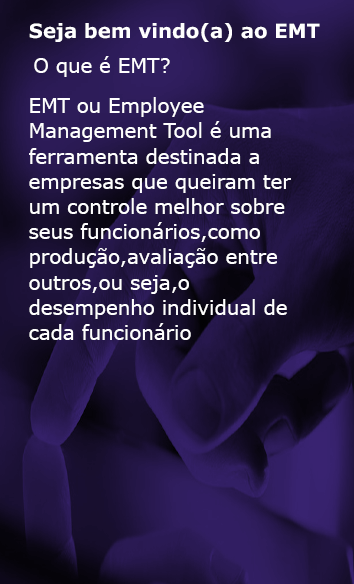 Seja bem vindo(a) ao EMT
O que é EMT?
EMT ou Employee
Management Tool é uma
ferramenta destinada a
empresas que queiram ter
um controle melhor sobre
seus funcionários,como
produção,avaliação entre
outros,ou seja,o
desempenho individual de
cada funcionário